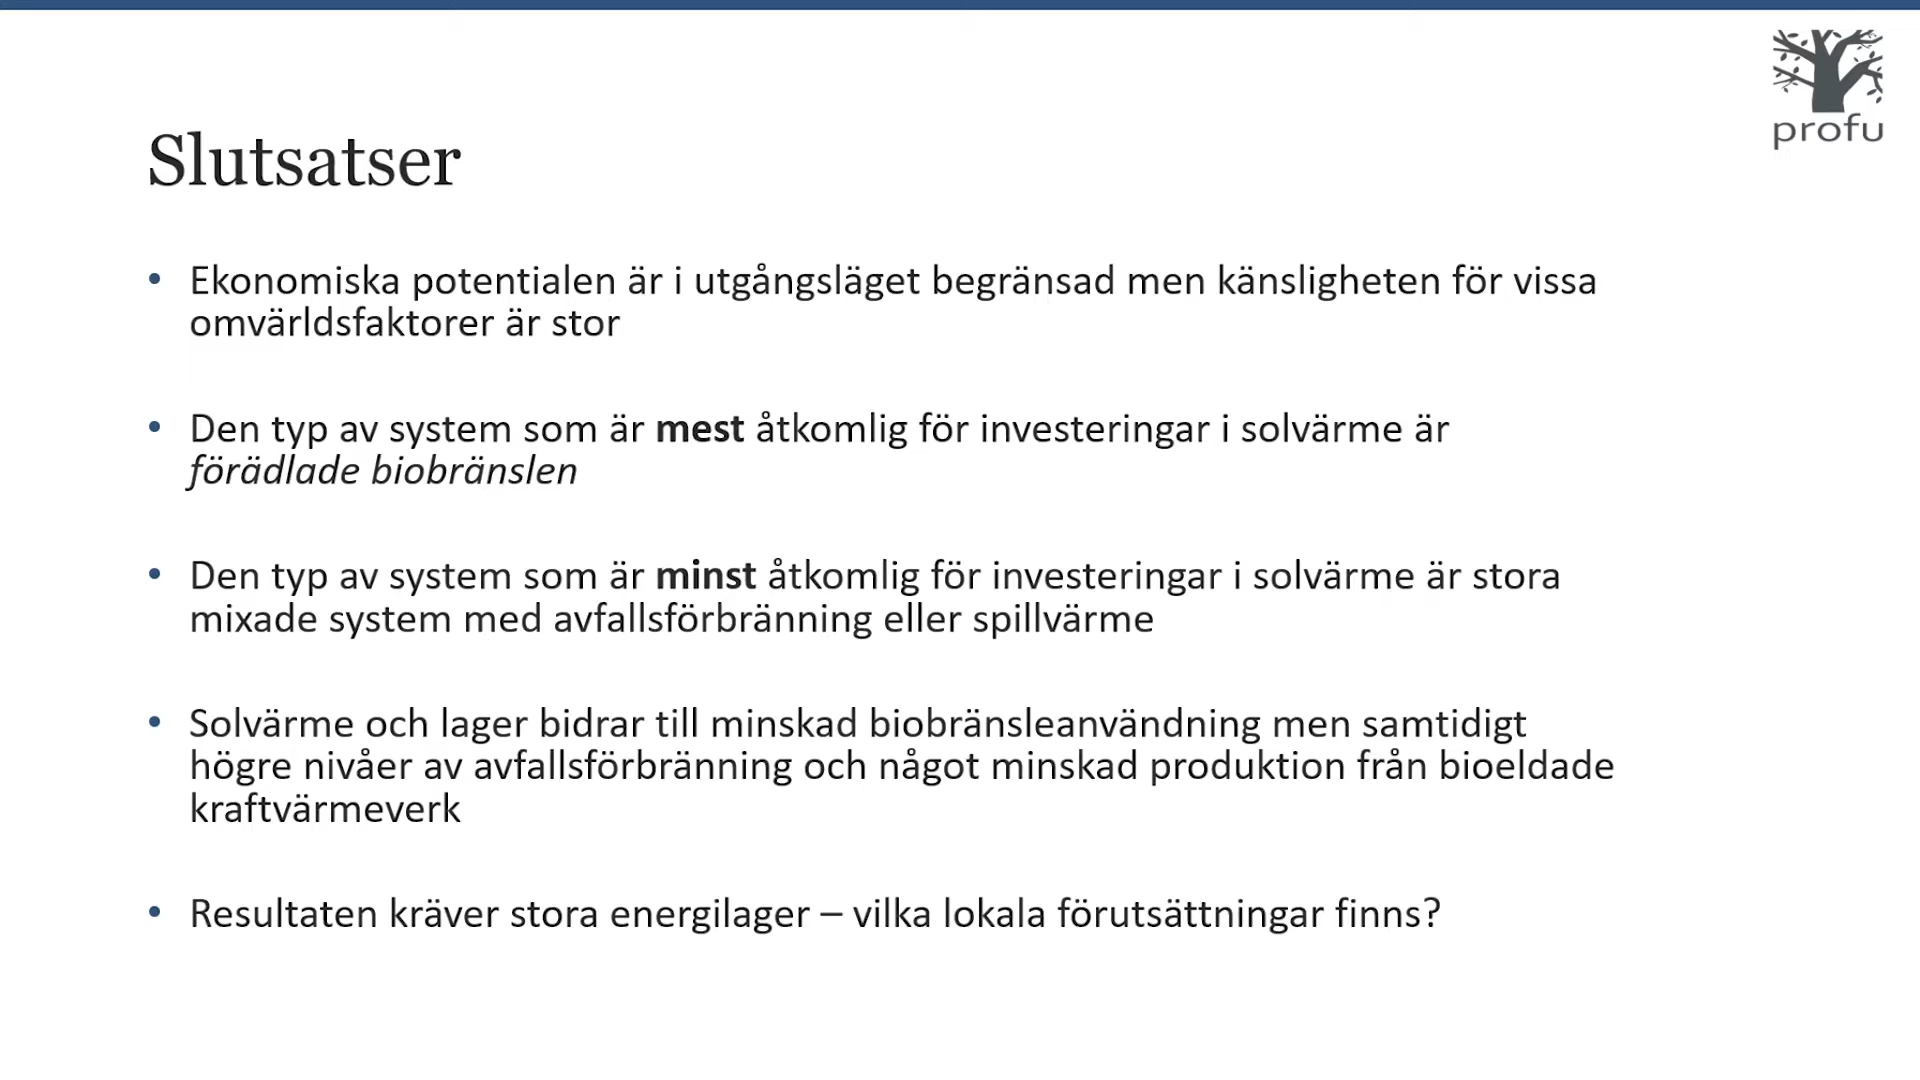 profu
Slutsatser
• Ekonomiska potentialen är i utgångsläget begränsad men känsligheten för vissa
omvärldsfaktorer är stor
• Den typ av system som är mest åtkomlig för investeringar i solvärme är
förädlade biobränslen
• Den typ av system som är minst åtkomlig för investeringar i solvärme är stora
mixade system med avfallsförbränning eller spillvärme
• Solvärme och lager bidrar till minskad biobränsleanvändning men samtidigt
högre nivåer av avfallsförbränning och något minskad produktion från bioeldade
kraftvärmeverk
• Resultaten kräver stora energilager – vilka lokala förutsättningar finns?